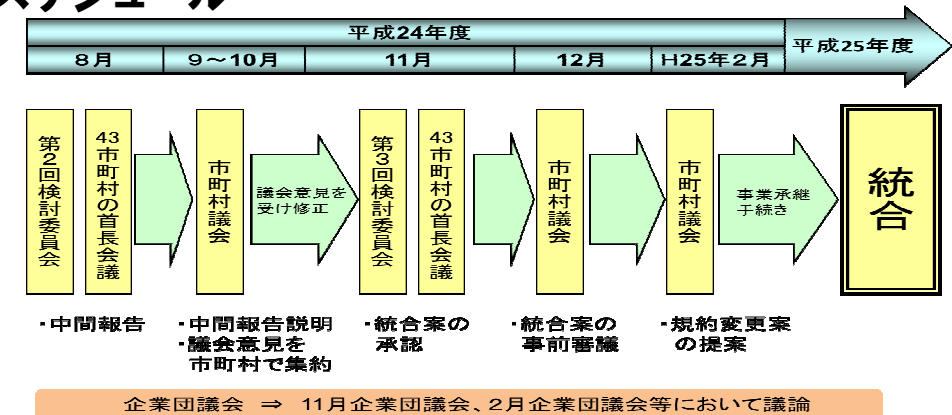 スケジュール
平成24年度
平成25年度
8月
9～10月
11月
12月
H25年2月
第2回検討委員会
43市町村の首長会議
市町村議会
議会意見を
受け修正
第3回検討委員会
43市町村の首長会議
市町村議会
市町村議会
事業承継
手続き
統合
・中間報告
・中間報告説明
・議会意見を
市町村で集約
・統合案の
承認
・統合案の
事前審議
・規約変更案
の提案
企業団議会 ⇒ 11月企業団議会、2月企業団議会等において議論